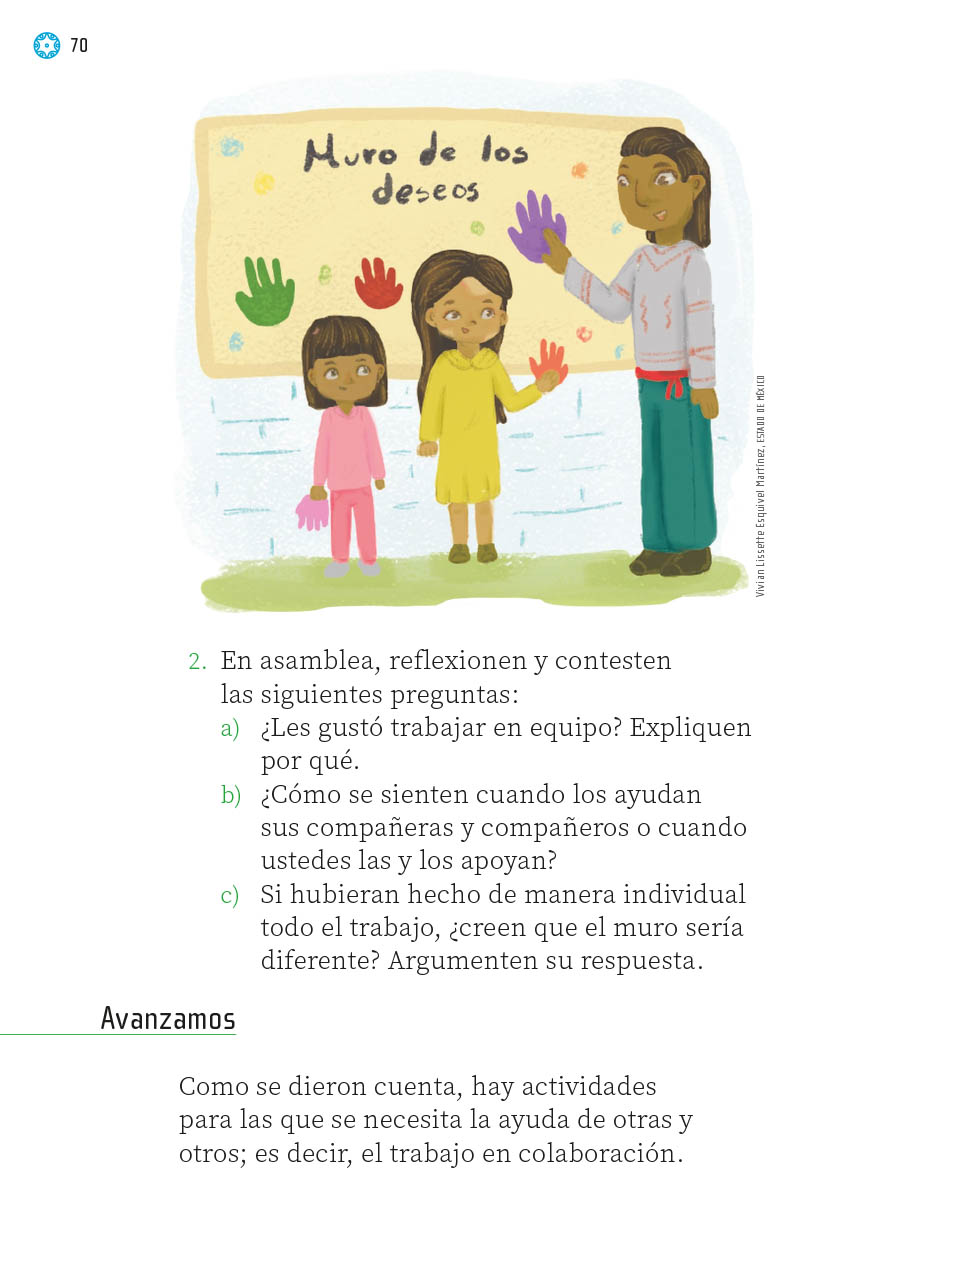 70
Muro de los
deseos
Vivian Lissette Esquivel Martínez, ESTADO DE MÉXICO
2. En asamblea, reflexionen y contesten
las siguientes preguntas:
a) ¿Les gustó trabajar en equipo? Expliquen
por qué.
b) ¿Cómo se sienten cuando los ayudan
sus compañeras y compañeros o cuando
ustedes las y los apoyan?
c) Si hubieran hecho de manera individual
todo el trabajo, ¿creen que el muro sería
diferente? Argumenten su respuesta.
Avanzamos
Como se dieron cuenta, hay actividades
para las que se necesita la ayuda de otras y
otros; es decir, el trabajo en colaboración.